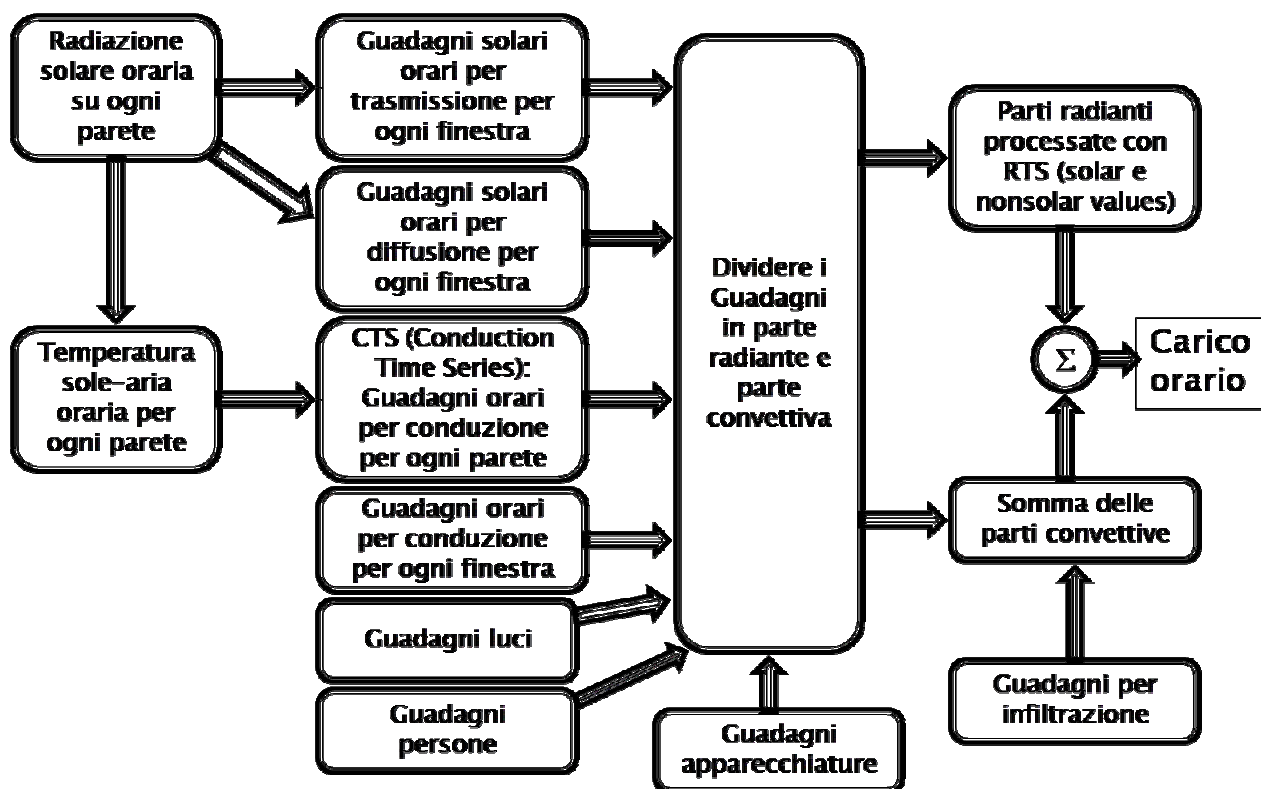 Radiazione
solare oraria
su ogni
parete
Guadagni solari
orari per
trasmissione per
ogni finestra
Guadagni solari
orari per
diffusione per
ogni finestra
Temperatura
sole-aria
oraria per
ogni parete
CTS (Conduction
Time Series):
Guadagni orari
per conduzione
per ogni parete
Guadagni orari
per conduzione
per ogni finestra
Guadagni luci
Guadagni
persone
Dividere i
Guadagni
in parte
radiante e
parte
convettiva
Guadagni
apparecchiature
Parti radianti
processate con
RTS (solar e
nonsolar values)
Σ
Carico
orario
Somma delle
parti convettive
Guadagni per
infiltrazione